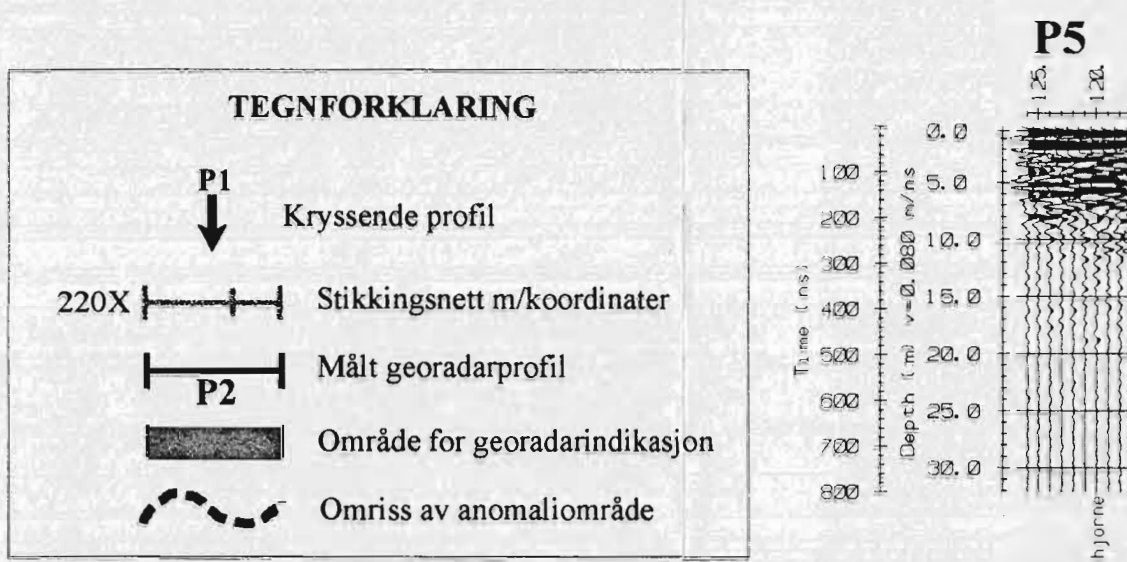 TEGNFORKLARING
P1
Kryssende profil
220X Stikkingsnett m/koordinater
Målt georadarprofil
P2
Område for georadarindikasjon
Omriss av anomaliområde
P5
125. 120.
Time (ns)
100
200
300
400
500
600
700
800
Depth (m) v=0.080 m/ns
0.0
5.0
10.0
15.0
20.0
25.0
30.0
hjorne